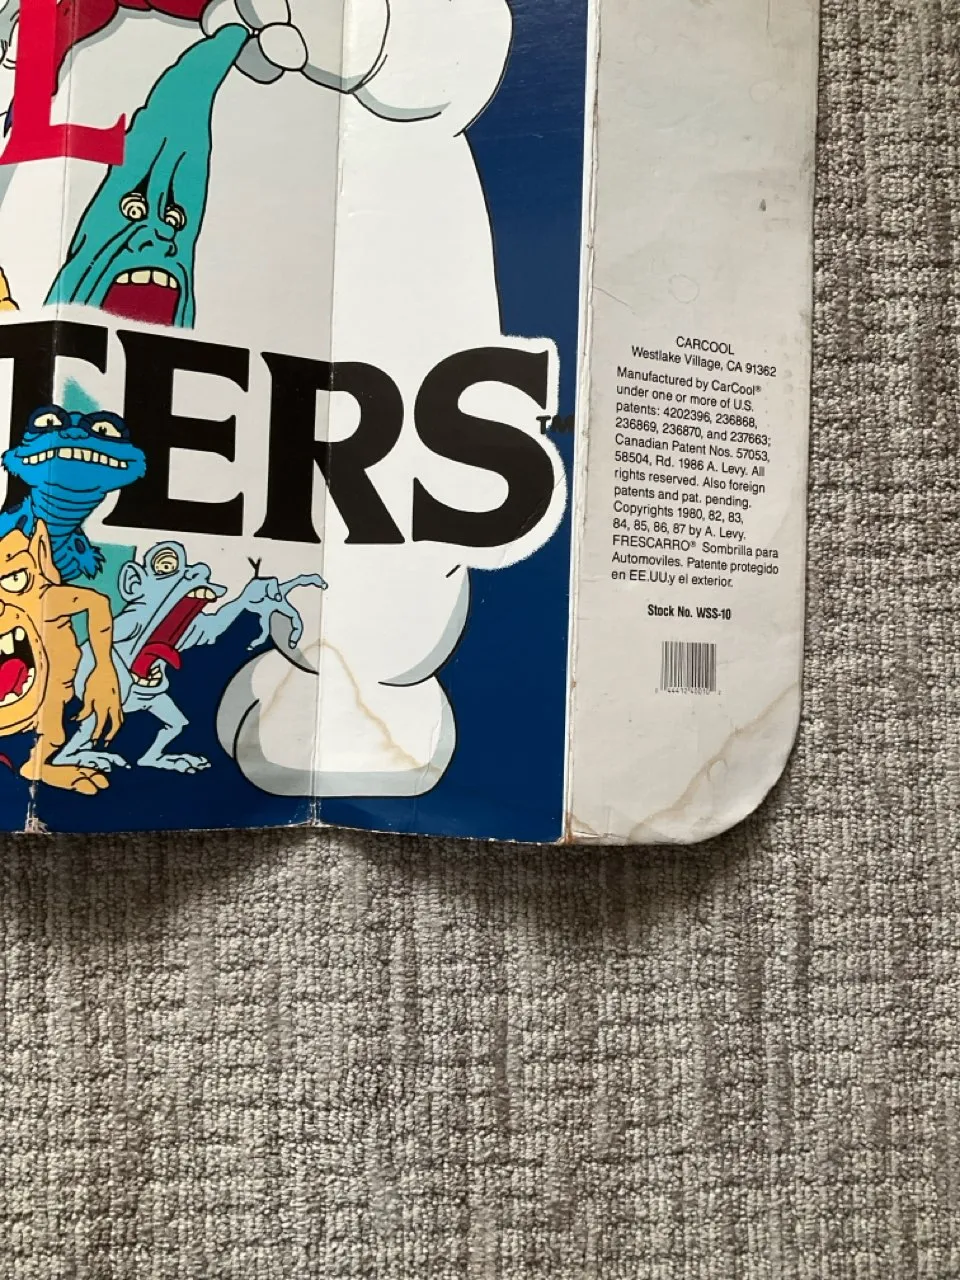 L
TERS
TM
CARCOOL
Westlake Village, CA 91362
Manufactured by CarCool®
under one or more of U.S.
patents: 4202396, 236868,
236869, 236870, and 237663;
Canadian Patent Nos. 57053,
58504, Rd. 1986 A. Levy. All
rights reserved. Also foreign
patents and pat. pending.
Copyrights 1980, 82, 83,
84, 85, 86, 87 by A. Levy.
FRESCARRO® Sombrilla para
Automoviles. Patente protegido
en EE.UU.y el exterior.
Stock No. WSS-10